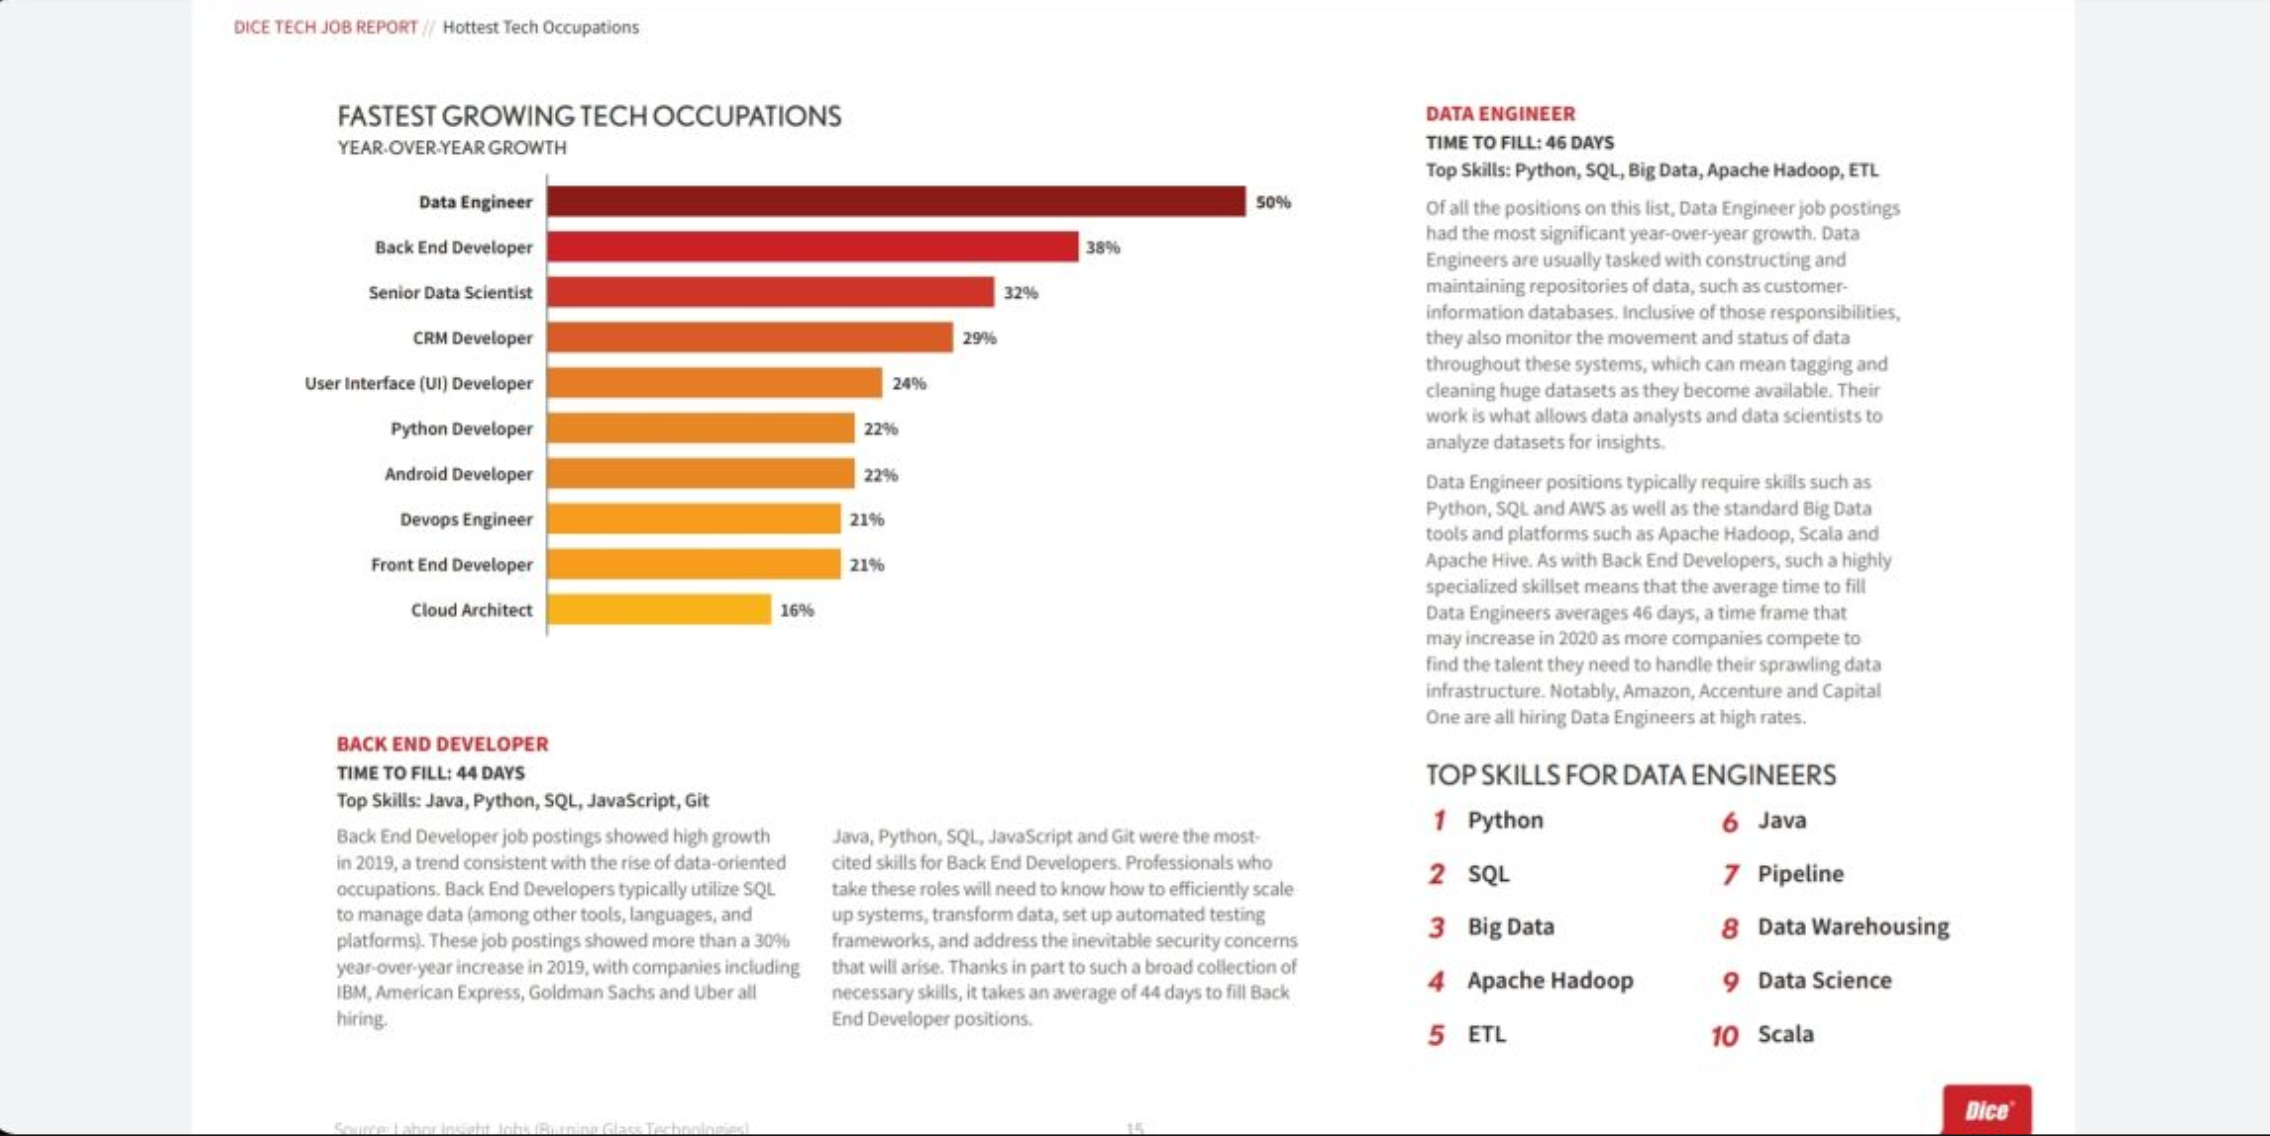 DICE TECH JOB REPORT // Hottest Tech Occupations
FASTEST GROWING TECH OCCUPATIONS
YEAR-OVER-YEAR GROWTH
Data Engineer 50%
Back End Developer 38%
Senior Data Scientist 32%
CRM Developer 29%
User Interface (UI) Developer 24%
Python Developer 22%
Android Developer 22%
Devops Engineer 21%
Front End Developer 21%
Cloud Architect 16%
BACK END DEVELOPER
TIME TO FILL: 44 DAYS
Top Skills: Java, Python, SQL, JavaScript, Git
Back End Developer job postings showed high growth
in 2019, a trend consistent with the rise of data-oriented
occupations. Back End Developers typically utilize SQL
to manage data (among other tools, languages, and
platforms). These job postings showed more than a 30%
year-over-year increase in 2019, with companies including
IBM, American Express, Goldman Sachs and Uber all
hiring.
Java, Python, SQL, JavaScript and Git were the most-
cited skills for Back End Developers. Professionals who
take these roles will need to know how to efficiently scale
up systems, transform data, set up automated testing
frameworks, and address the inevitable security concerns
that will arise. Thanks in part to such a broad collection of
necessary skills, it takes an average of 44 days to fill Back
End Developer positions.
DATA ENGINEER
TIME TO FILL: 46 DAYS
Top Skills: Python, SQL, Big Data, Apache Hadoop, ETL
Of all the positions on this list, Data Engineer job postings
had the most significant year-over-year growth. Data
Engineers are usually tasked with constructing and
maintaining repositories of data, such as customer-
information databases. Inclusive of those responsibilities,
they also monitor the movement and status of data
throughout these systems, which can mean tagging and
cleaning huge datasets as they become available. Their
work is what allows data analysts and data scientists to
analyze datasets for insights.
Data Engineer positions typically require skills such as
Python, SQL and AWS as well as the standard Big Data
tools and platforms such as Apache Hadoop, Scala and
Apache Hive. As with Back End Developers, such a highly
specialized skillset means that the average time to fill
Data Engineers averages 46 days, a time frame that
may increase in 2020 as more companies compete to
find the talent they need to handle their sprawling data
infrastructure. Notably, Amazon, Accenture and Capital
One are all hiring Data Engineers at high rates.
TOP SKILLS FOR DATA ENGINEERS
1 Python
2 SQL
3 Big Data
4 Apache Hadoop
5 ETL
6 Java
7 Pipeline
8 Data Warehousing
9 Data Science
10 Scala
Source: Labor Insight Jobs (Burning Glass Technologies)
15
Dice®